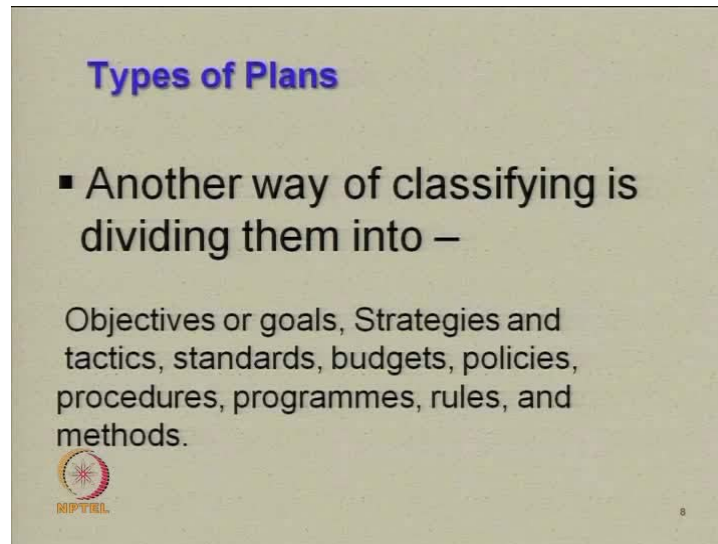 Types of Plans
▪ Another way of classifying is
dividing them into –
Objectives or goals, Strategies and
tactics, standards, budgets, policies,
procedures, programmes, rules, and
methods.
NPTEL
8